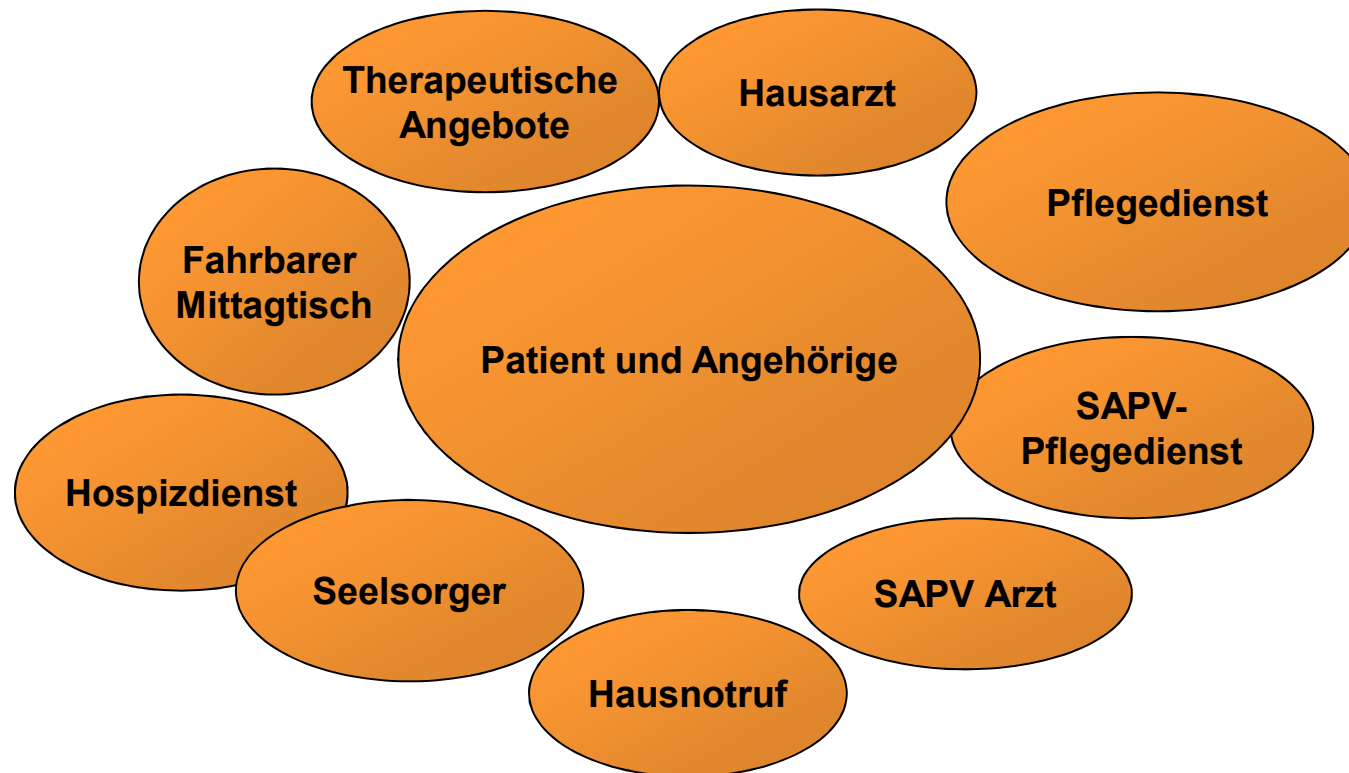 Therapeutische
Angebote
Hausarzt
Pflegedienst
Fahrbarer
Mittagtisch
Patient und Angehörige
SAPV-
Pflegedienst
Hospizdienst
Seelsorger
SAPV Arzt
Hausnotruf